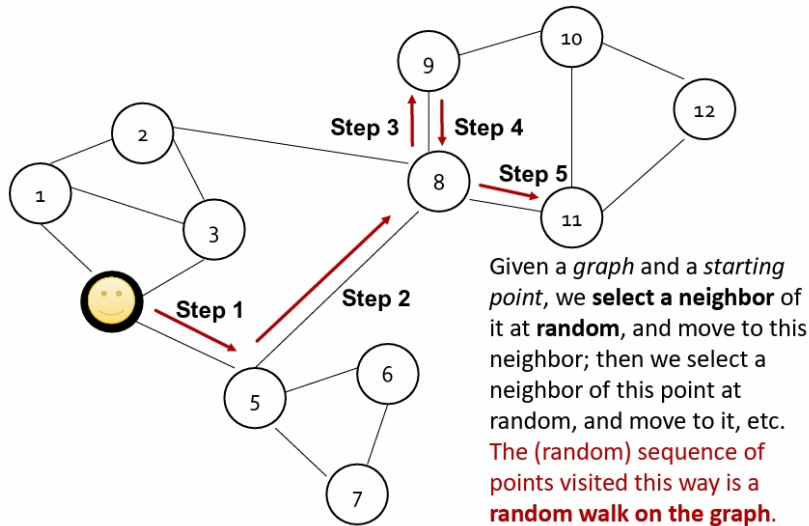 10
9
12
2
Step 3
Step 4
1
8
Step 5
3
11
Step 1
Step 2
5
6
7
Given a graph and a starting
point, we select a neighbor of
it at random, and move to this
neighbor; then we select a
neighbor of this point at
random, and move to it, etc.
The (random) sequence of
points visited this way is a
random walk on the graph.